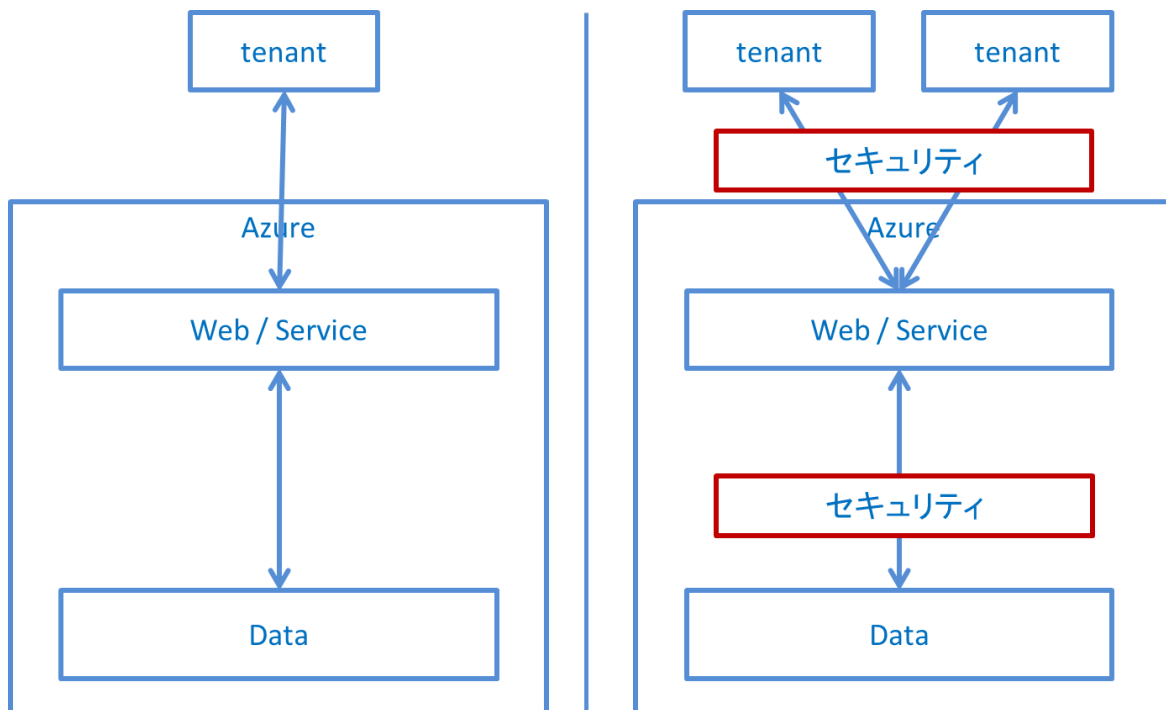 tenant
Azure
Web / Service
Data
tenant
tenant
セキュリティ
Azure
Web / Service
セキュリティ
Data